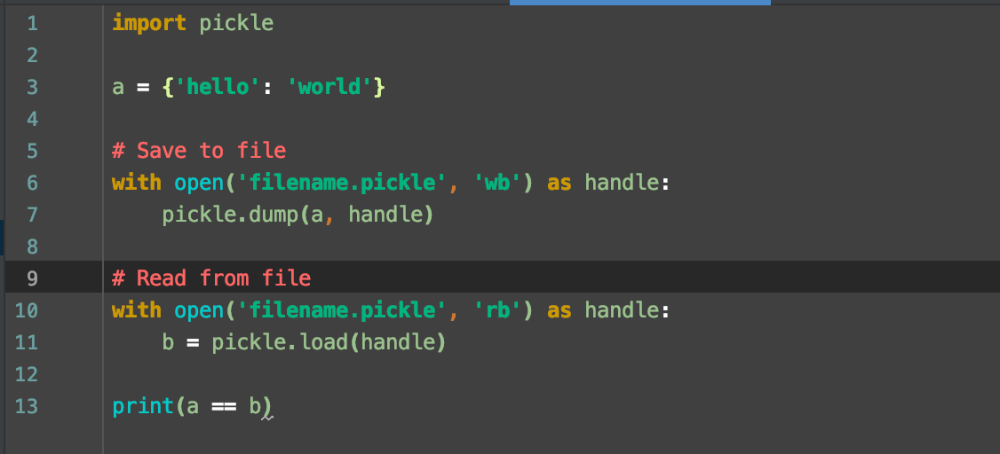 1 import pickle
2
3 a = {'hello': 'world'}
4
5 # Save to file
6 with open('filename.pickle', 'wb') as handle:
7     pickle.dump(a, handle)
8
9 # Read from file
10 with open('filename.pickle', 'rb') as handle:
11     b = pickle.load(handle)
12
13 print(a == b)